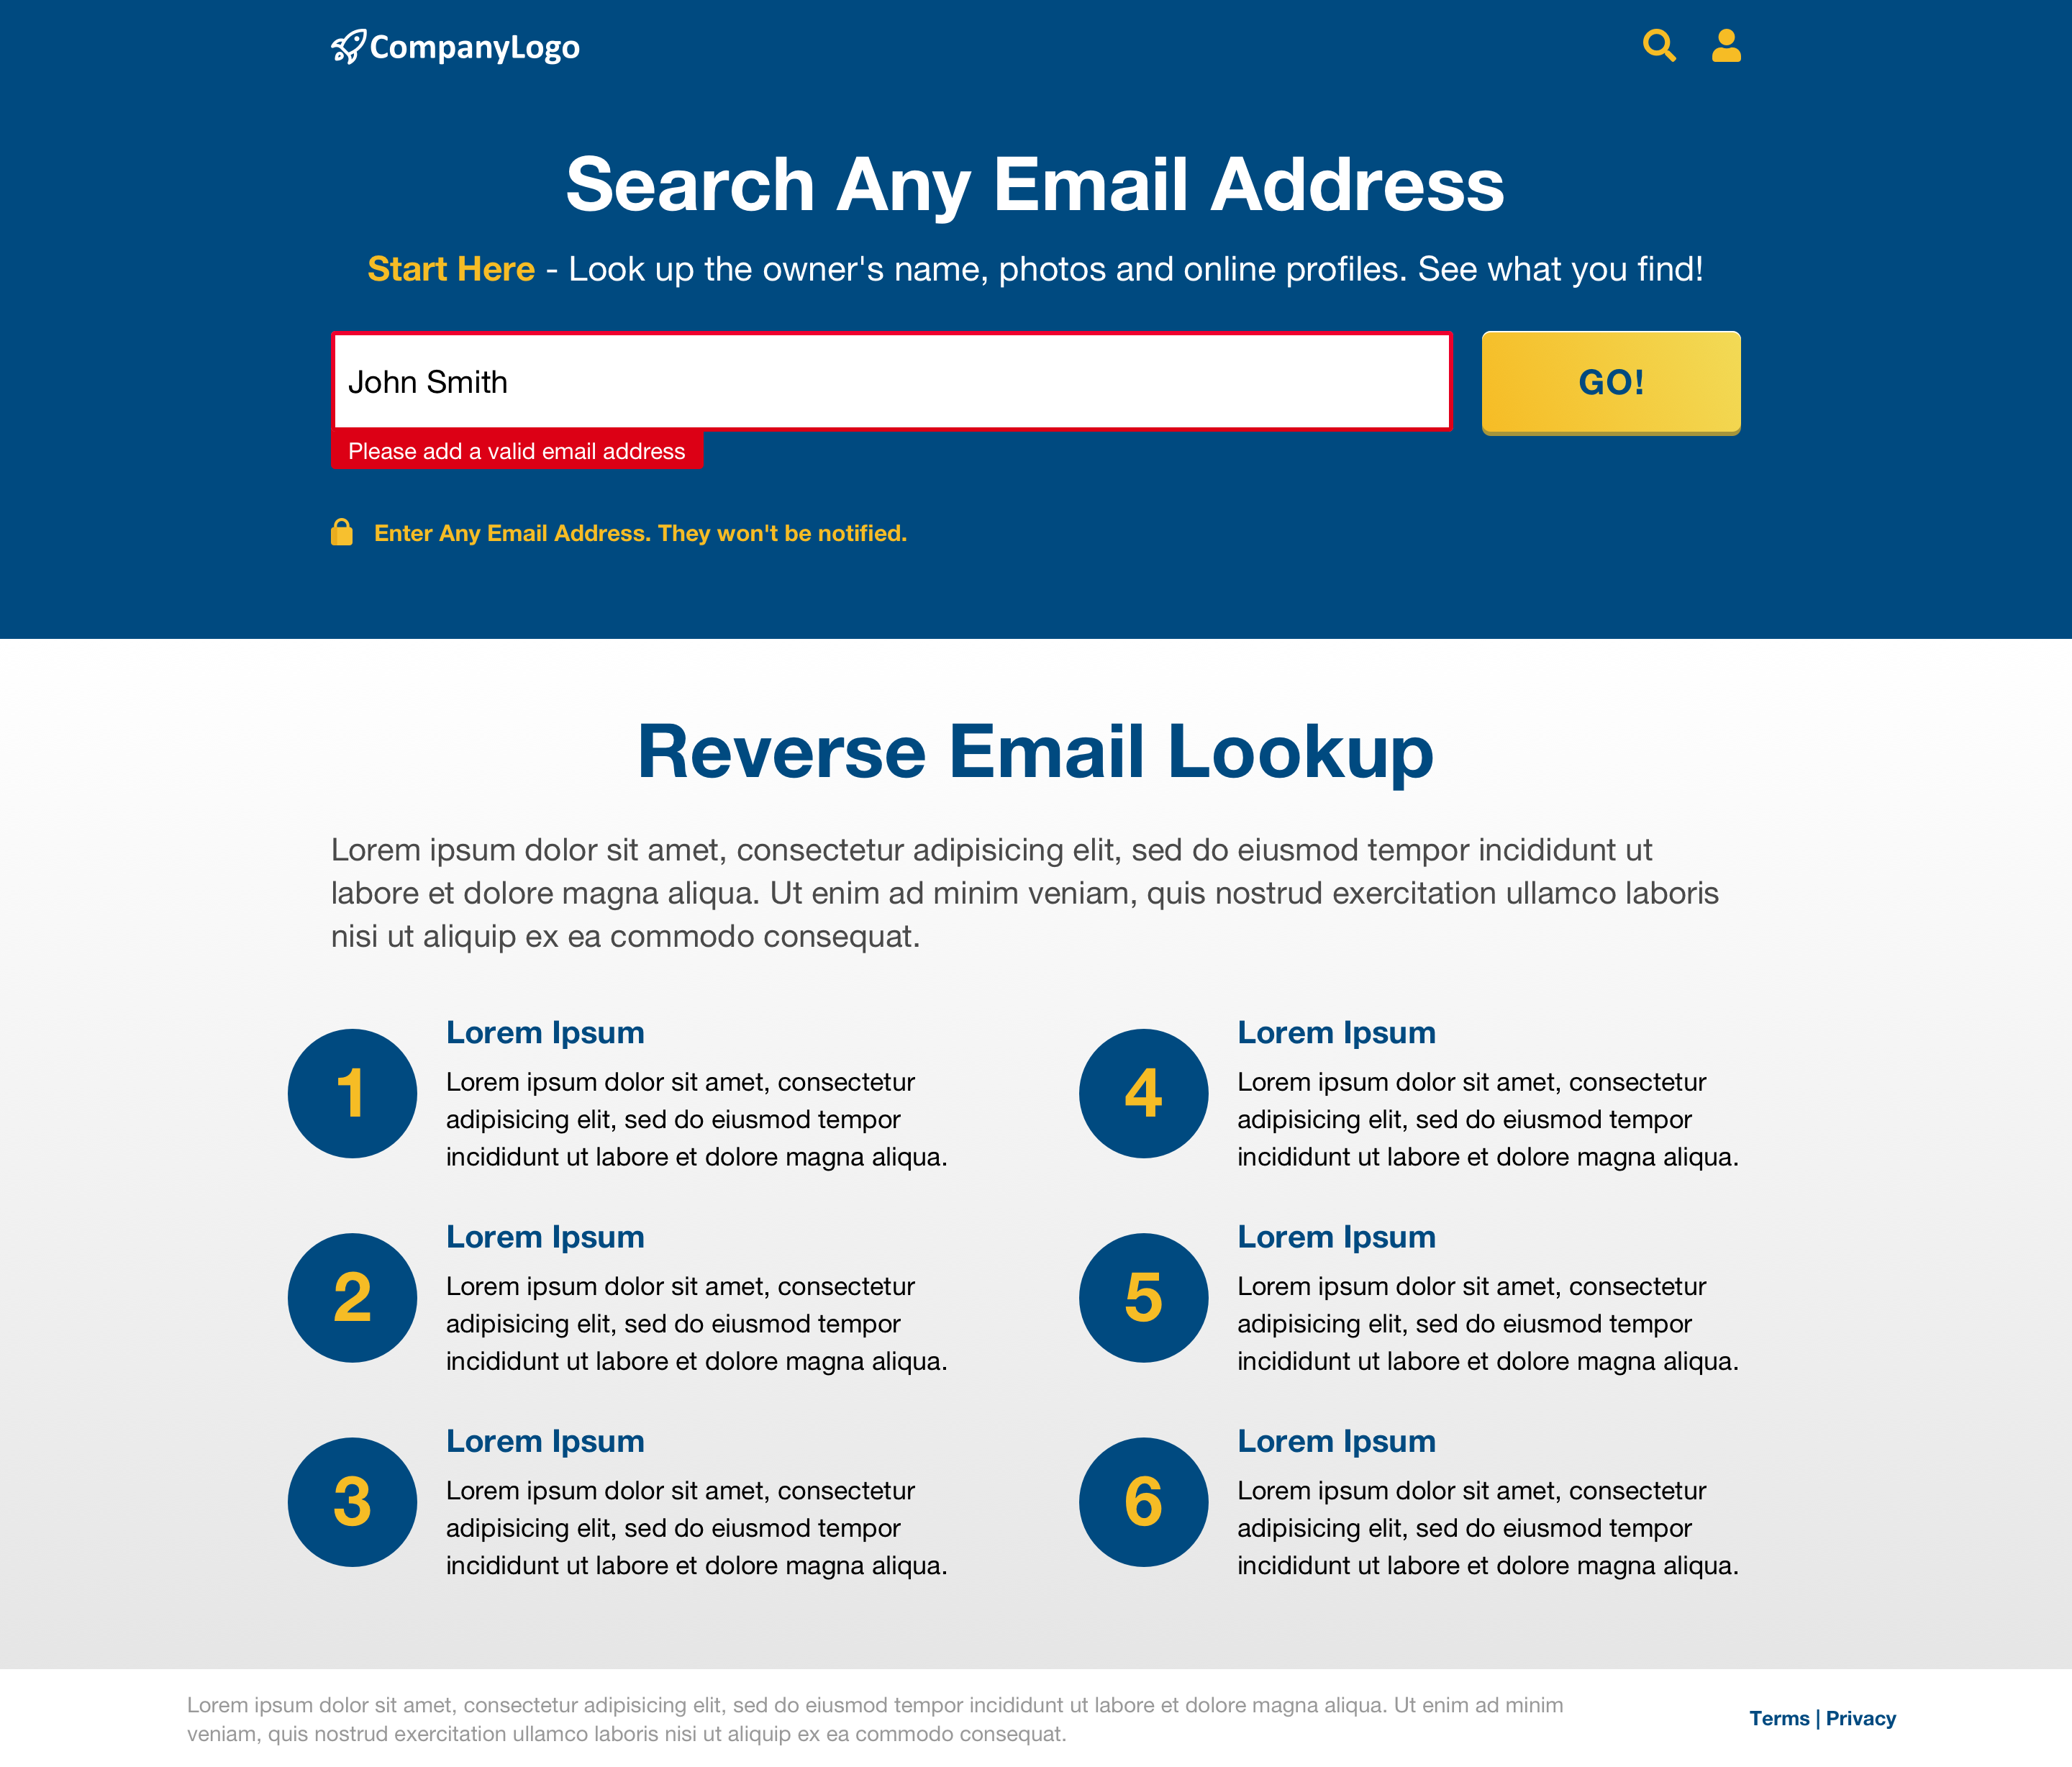 CompanyLogo
Search Any Email Address
Start Here - Look up the owner's name, photos and online profiles. See what you find!
John Smith
GO!
Please add a valid email address
Enter Any Email Address. They won't be notified.
Reverse Email Lookup
Lorem ipsum dolor sit amet, consectetur adipisicing elit, sed do eiusmod tempor incididunt ut
labore et dolore magna aliqua. Ut enim ad minim veniam, quis nostrud exercitation ullamco laboris
nisi ut aliquip ex ea commodo consequat.
1
Lorem Ipsum
Lorem ipsum dolor sit amet, consectetur
adipisicing elit, sed do eiusmod tempor
incididunt ut labore et dolore magna aliqua.
2
Lorem Ipsum
Lorem ipsum dolor sit amet, consectetur
adipisicing elit, sed do eiusmod tempor
incididunt ut labore et dolore magna aliqua.
3
Lorem Ipsum
Lorem ipsum dolor sit amet, consectetur
adipisicing elit, sed do eiusmod tempor
incididunt ut labore et dolore magna aliqua.
4
Lorem Ipsum
Lorem ipsum dolor sit amet, consectetur
adipisicing elit, sed do eiusmod tempor
incididunt ut labore et dolore magna aliqua.
5
Lorem Ipsum
Lorem ipsum dolor sit amet, consectetur
adipisicing elit, sed do eiusmod tempor
incididunt ut labore et dolore magna aliqua.
6
Lorem Ipsum
Lorem ipsum dolor sit amet, consectetur
adipisicing elit, sed do eiusmod tempor
incididunt ut labore et dolore magna aliqua.
Lorem ipsum dolor sit amet, consectetur adipisicing elit, sed do eiusmod tempor incididunt ut labore et dolore magna aliqua. Ut enim ad minim
veniam, quis nostrud exercitation ullamco laboris nisi ut aliquip ex ea commodo consequat.
Terms | Privacy